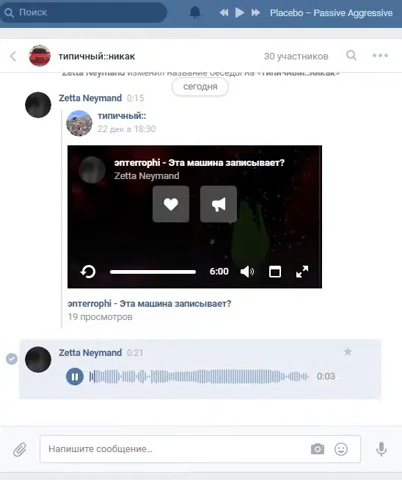 Поиск
Placebo – Passive Aggressive
типичный::никак
30 участников
Zetta Neymand изменил название беседы на «типичный::никак»
сегодня
Zetta Neymand 0:15
типичный::
22 дек в 18:30
эпterrophi - Эта машина записывает?
Zetta Neymand
6:00
эпterrophi - Эта машина записывает?
19 просмотров
Zetta Neymand 0:21
0:03
Напишите сообщение...